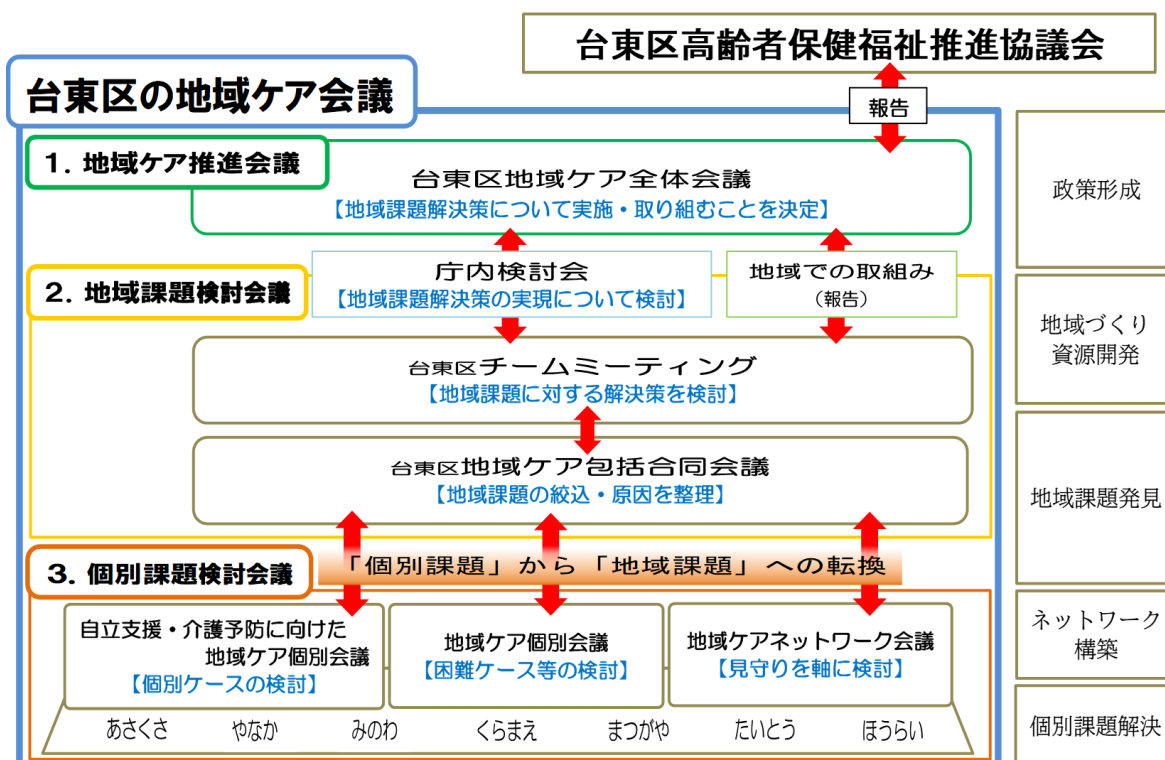 台東区高齢者保健福祉推進協議会
台東区の地域ケア会議
報告
1. 地域ケア推進会議
台東区地域ケア全体会議
【地域課題解決策について実施・取り組むことを決定】
2. 地域課題検討会議
庁内検討会
【地域課題解決策の実現について検討】
地域での取組み
（報告）
台東区チームミーティング
【地域課題に対する解決策を検討】
台東区地域ケア包括合同会議
【地域課題の絞込・原因を整理】
3. 個別課題検討会議
「個別課題」から「地域課題」への転換
自立支援・介護予防に向けた
地域ケア個別会議
【個別ケースの検討】
地域ケア個別会議
【困難ケース等の検討】
地域ケアネットワーク会議
【見守りを軸に検討】
あさくさ やなか みのわ くらまえ まつがや たいとう ほうらい
政策形成
地域づくり
資源開発
地域課題発見
ネットワーク
構築
個別課題解決